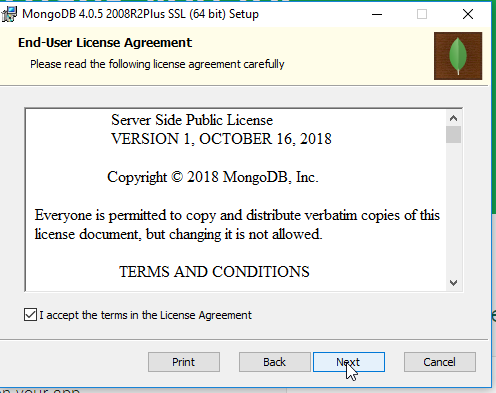 MongoDB 4.0.5 2008R2Plus SSL (64 bit) Setup
End-User License Agreement
Please read the following license agreement carefully
Server Side Public License
VERSION 1, OCTOBER 16, 2018
Copyright © 2018 MongoDB, Inc.
Everyone is permitted to copy and distribute verbatim copies of this
license document, but changing it is not allowed.
TERMS AND CONDITIONS
I accept the terms in the License Agreement
Print
Back
Next
Cancel
on your app